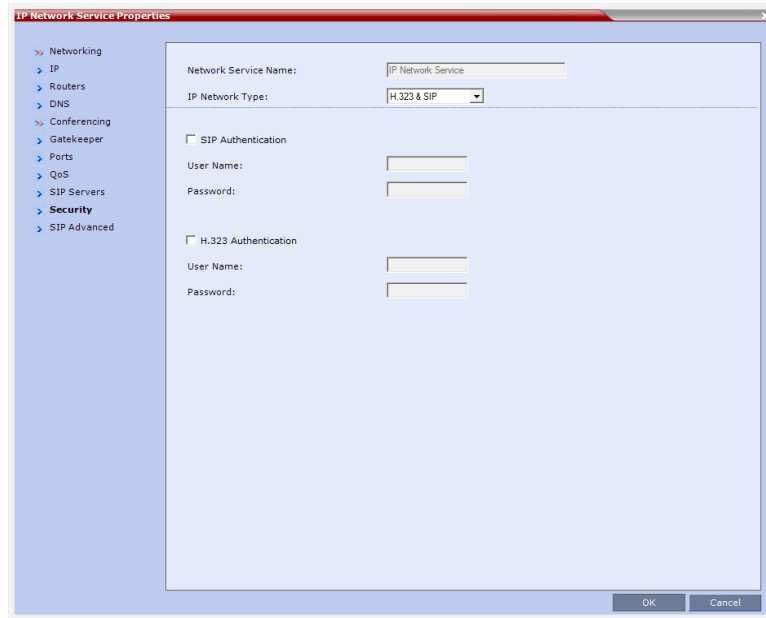 IP Network Service Properties
Networking
IP
Routers
DNS
Conferencing
Gatekeeper
Ports
QoS
SIP Servers
Security
SIP Advanced
Network Service Name: IP Network Service
IP Network Type: H.323 & SIP
SIP Authentication
User Name:
Password:
H.323 Authentication
User Name:
Password:
OK Cancel